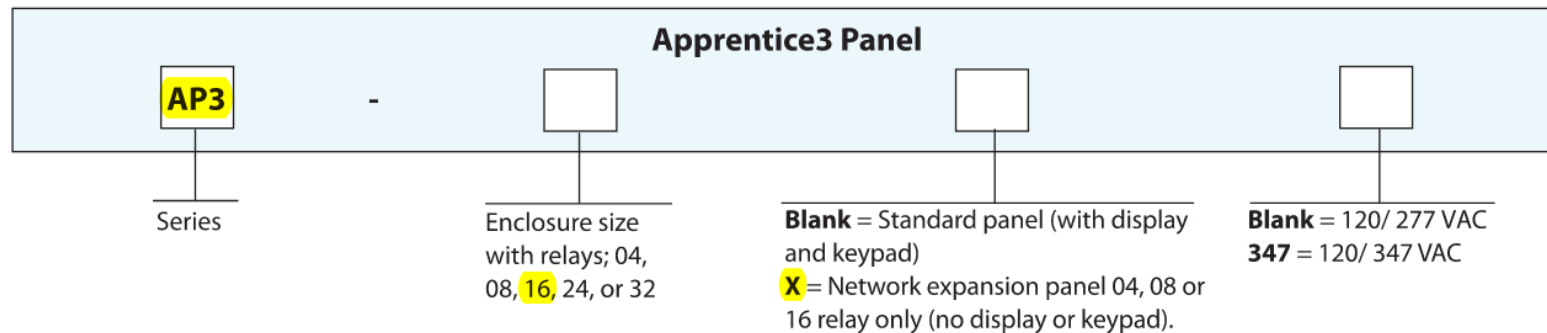 Apprentice3 Panel
AP3 -
Series
Enclosure size
with relays; 04,
08, 16, 24, or 32
Blank = Standard panel (with display
and keypad)
X = Network expansion panel 04, 08 or
16 relay only (no display or keypad).
Blank = 120/ 277 VAC
347 = 120/ 347 VAC